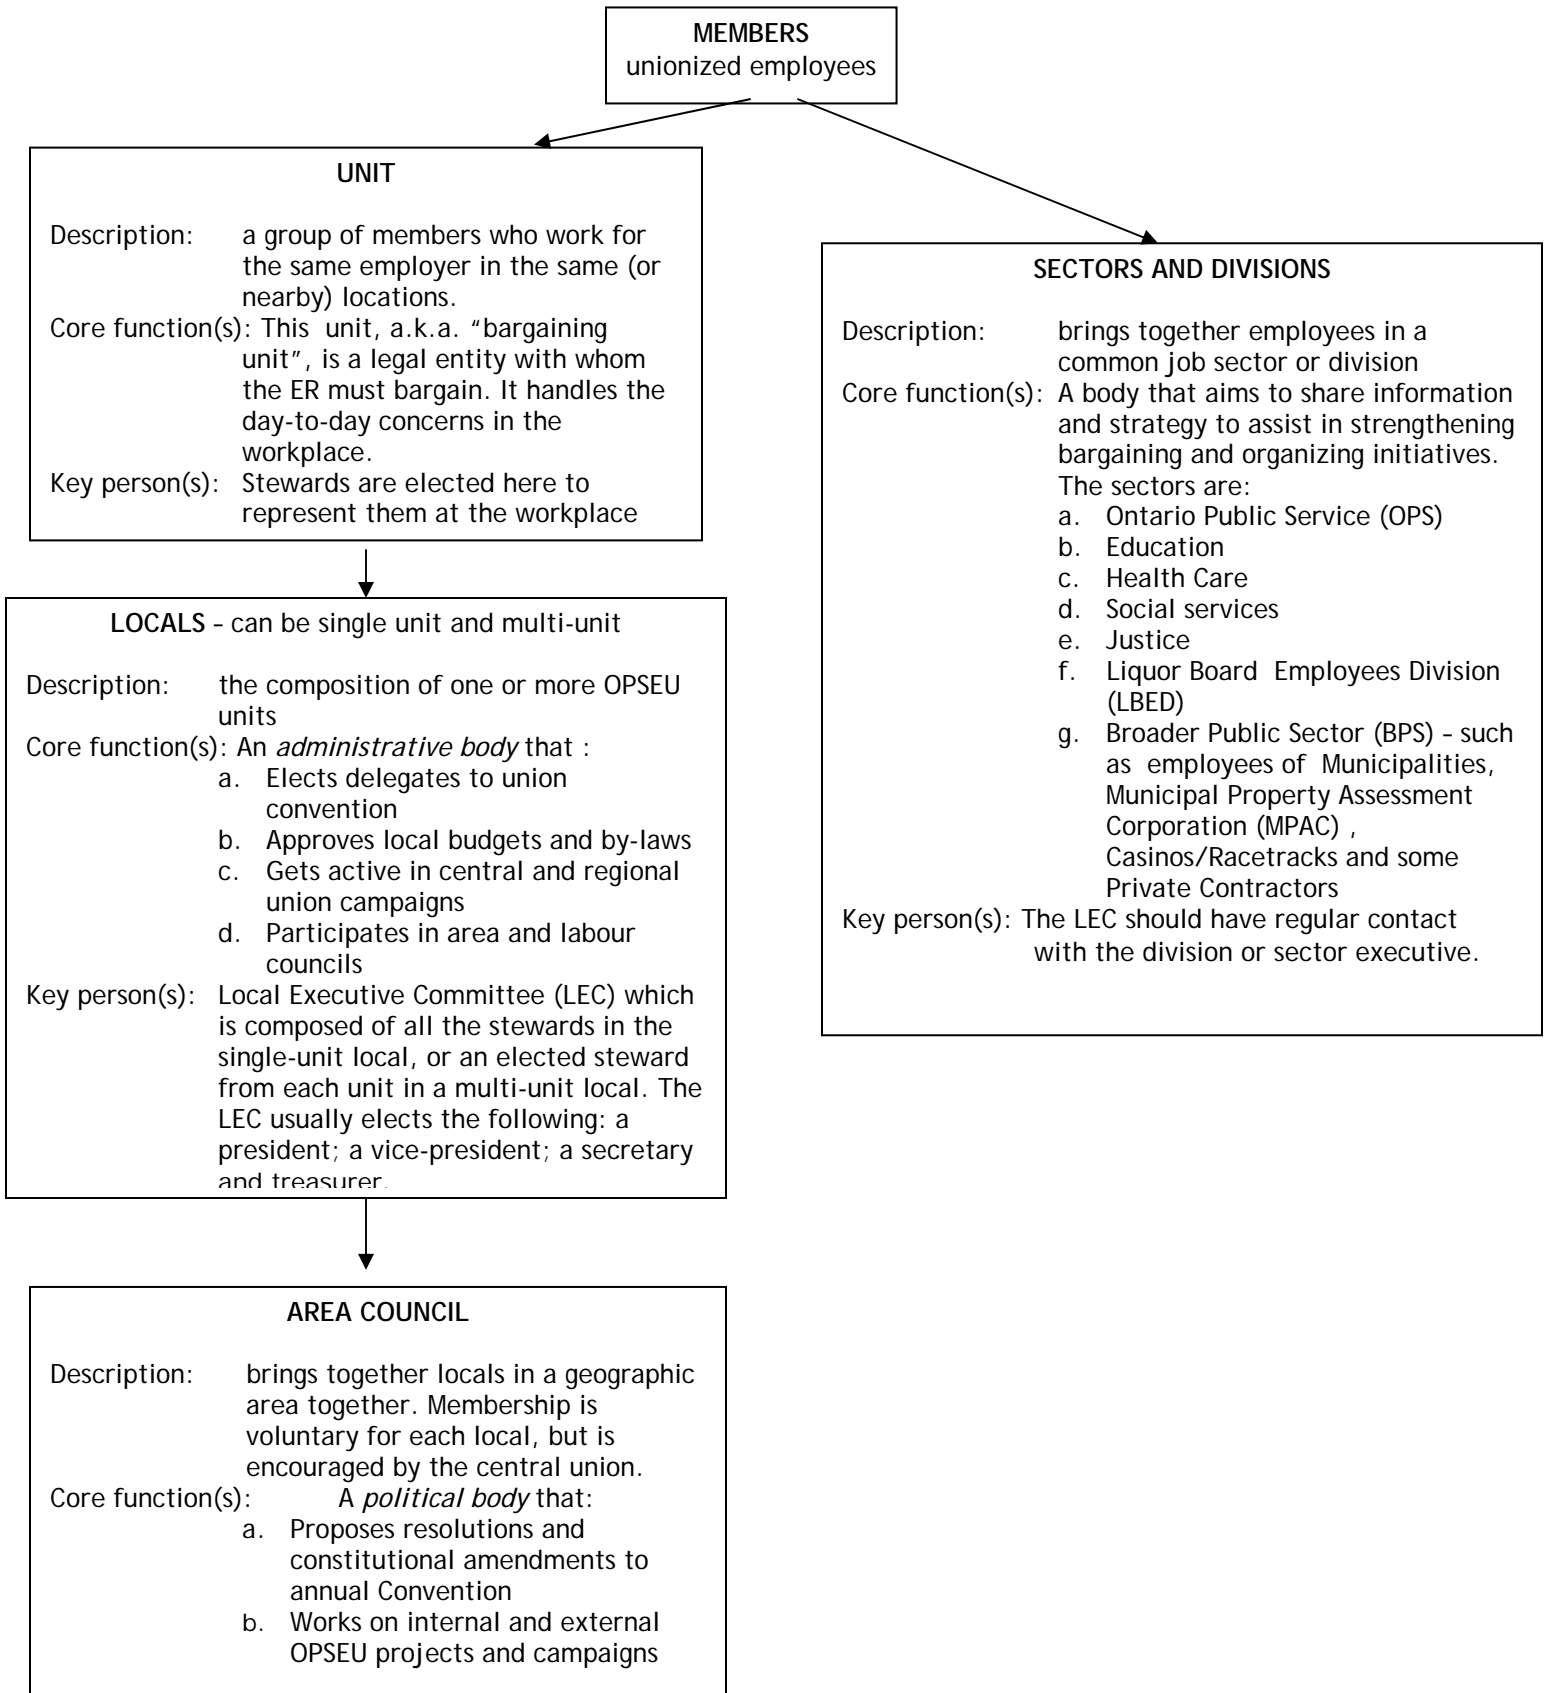 MEMBERS
unionized employees
UNIT
Description: a group of members who work for
the same employer in the same (or
nearby) locations.
Core function(s): This unit, a.k.a. “bargaining
unit”, is a legal entity with whom
the ER must bargain. It handles the
day-to-day concerns in the
workplace.
Key person(s): Stewards are elected here to
represent them at the workplace
SECTORS AND DIVISIONS
Description: brings together employees in a
common job sector or division
Core function(s): A body that aims to share information
and strategy to assist in strengthening
bargaining and organizing initiatives.
The sectors are:
a. Ontario Public Service (OPS)
b. Education
c. Health Care
d. Social services
e. Justice
f. Liquor Board Employees Division
(LBED)
g. Broader Public Sector (BPS) – such
as employees of Municipalities,
Municipal Property Assessment
Corporation (MPAC) ,
Casinos/Racetracks and some
Private Contractors
Key person(s): The LEC should have regular contact
with the division or sector executive.
LOCALS – can be single unit and multi-unit
Description: the composition of one or more OPSEU
units
Core function(s): An administrative body that :
a. Elects delegates to union
convention
b. Approves local budgets and by-laws
c. Gets active in central and regional
union campaigns
d. Participates in area and labour
councils
Key person(s): Local Executive Committee (LEC) which
is composed of all the stewards in the
single-unit local, or an elected steward
from each unit in a multi-unit local. The
LEC usually elects the following: a
president; a vice-president; a secretary
and treasurer.
AREA COUNCIL
Description: brings together locals in a geographic
area together. Membership is
voluntary for each local, but is
encouraged by the central union.
Core function(s): A political body that:
a. Proposes resolutions and
constitutional amendments to
annual Convention
b. Works on internal and external
OPSEU projects and campaigns